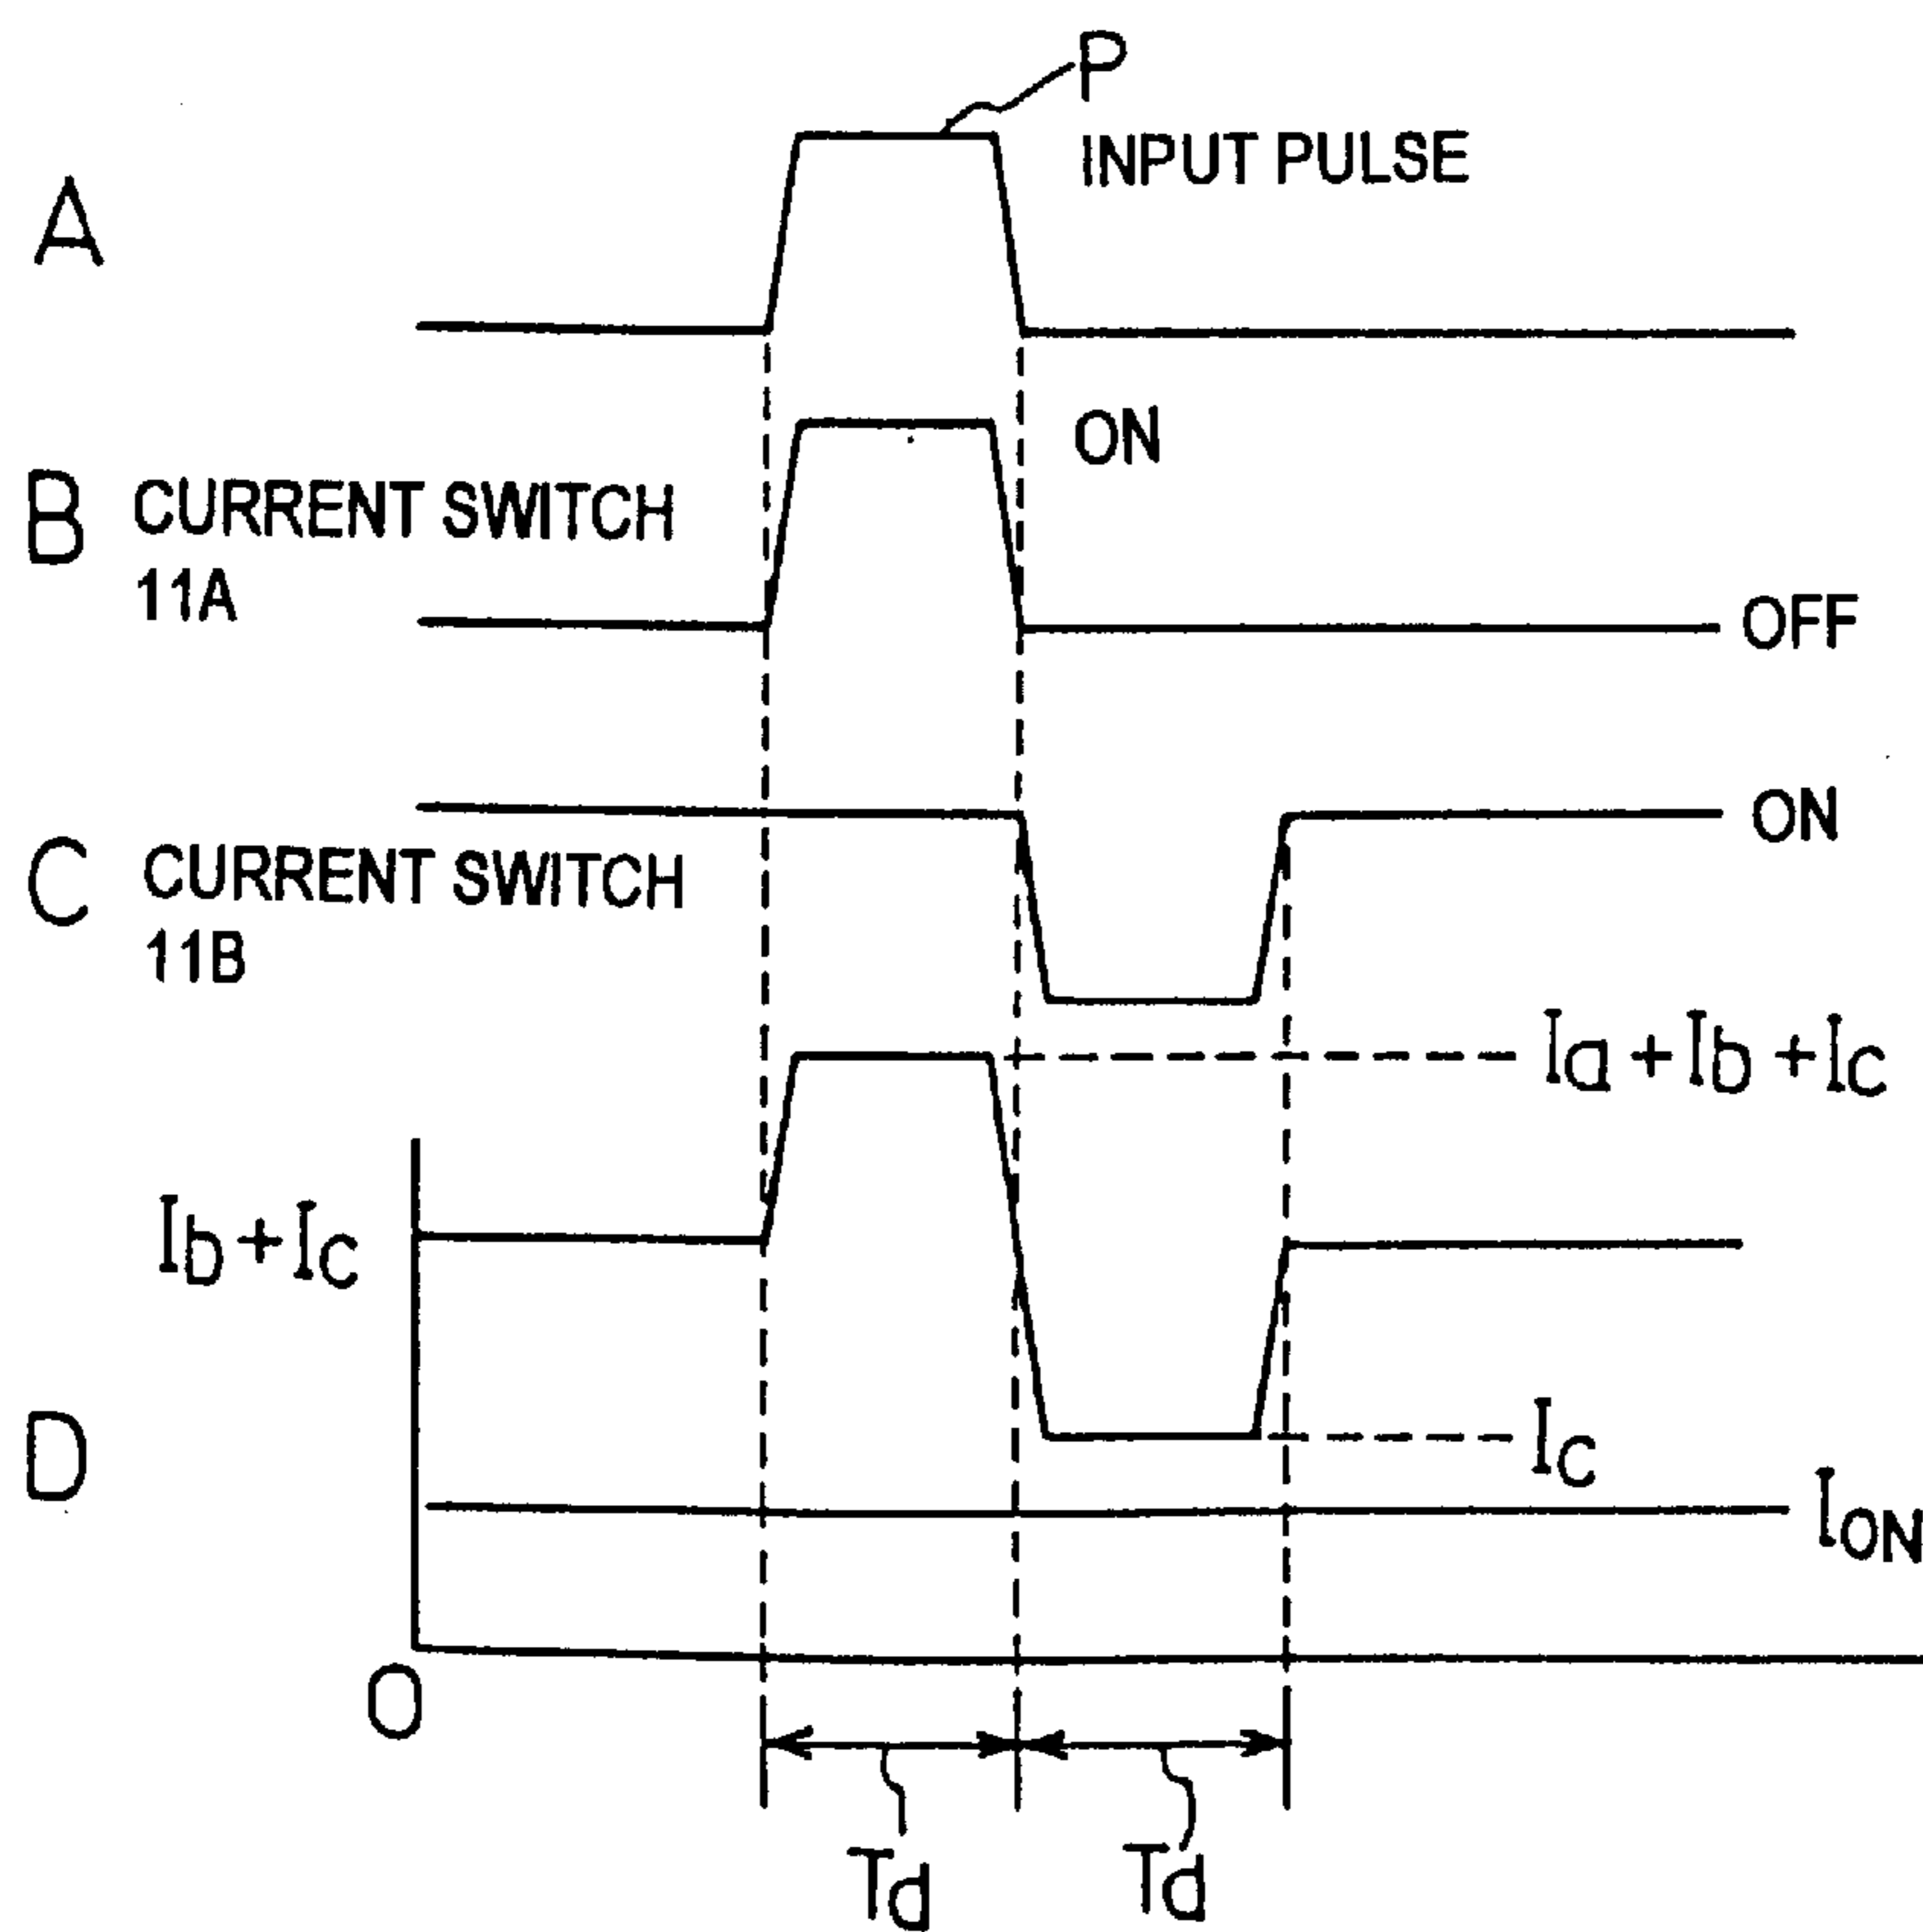 P
INPUT PULSE
A
ON
B CURRENT SWITCH
11A
OFF
ON
C CURRENT SWITCH
11B
Ia + Ib + Ic
Ib + Ic
Ic
D
ION
O
Td Td